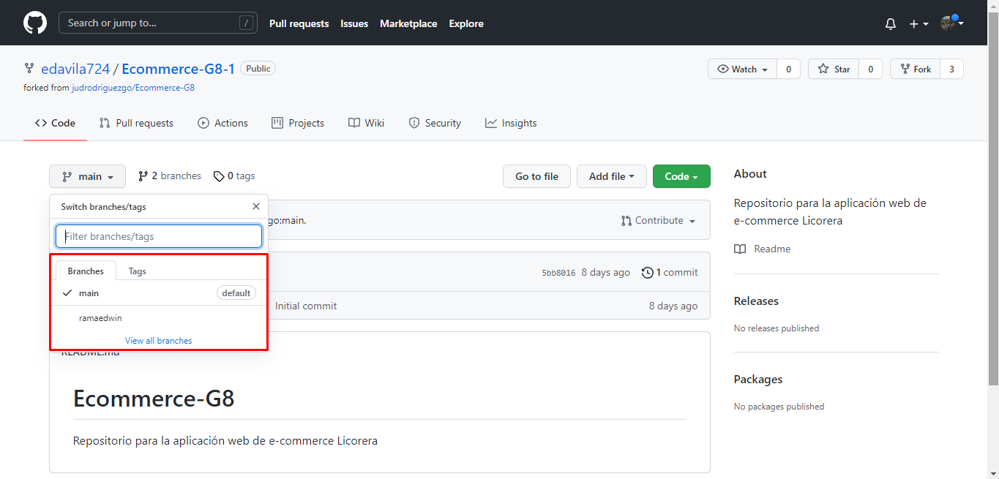 Search or jump to... /
Pull requests Issues Marketplace Explore
edavila724 / Ecommerce-G8-1 Public
Watch 0 Star 0 Fork 3
forked from judrodriguezgo/Ecommerce-G8
Code Pull requests Actions Projects Wiki Security Insights
main 2 branches 0 tags
Go to file Add file Code
Switch branches/tags
Filter branches/tags
Branches Tags
main default
ramaedwin
View all branches
go:main.
Contribute
5bb8016 8 days ago 1 commit
Initial commit 8 days ago
README.md
Ecommerce-G8
Repositorio para la aplicación web de e-commerce Licorera
About
Repositorio para la aplicación web de
e-commerce Licorera
Readme
Releases
No releases published
Packages
No packages published